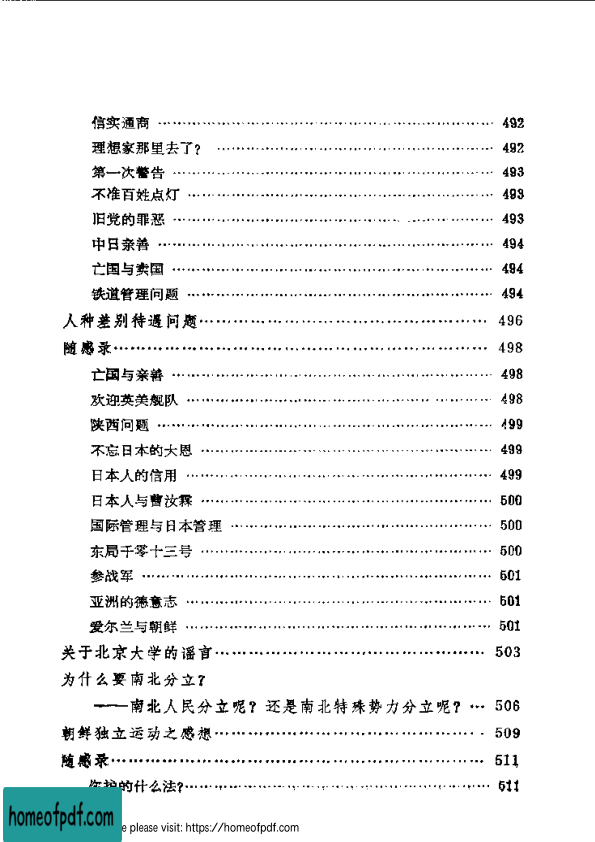 信实通商 …… 492
理想家那里去了? …… 492
第一次警告 …… 493
不准百姓点灯 …… 493
旧党的罪恶 …… 493
中日亲善 …… 494
亡国与卖国 …… 494
铁道管理问题 …… 494
人种差别待遇问题 …… 496
随感录 …… 498
亡国与亲善 …… 498
欢迎英美舰队 …… 498
陕西问题 …… 499
不忘日本的大恩 …… 499
日本人的信用 …… 499
日本人与曹汝霖 …… 500
国际管理与日本管理 …… 500
东局千零十三号 …… 500
参战军 …… 501
亚洲的德意志 …… 501
爱尔兰与朝鲜 …… 501
关于北京大学的谣言 …… 503
为什么要南北分立?
——南北人民分立呢? 还是南北特殊势力分立呢? … 506
朝鲜独立运动之感想 …… 509
随感录 …… 511
护的什么法? …… 511
homeofpdf.com
please visit: https://homeofpdf.com